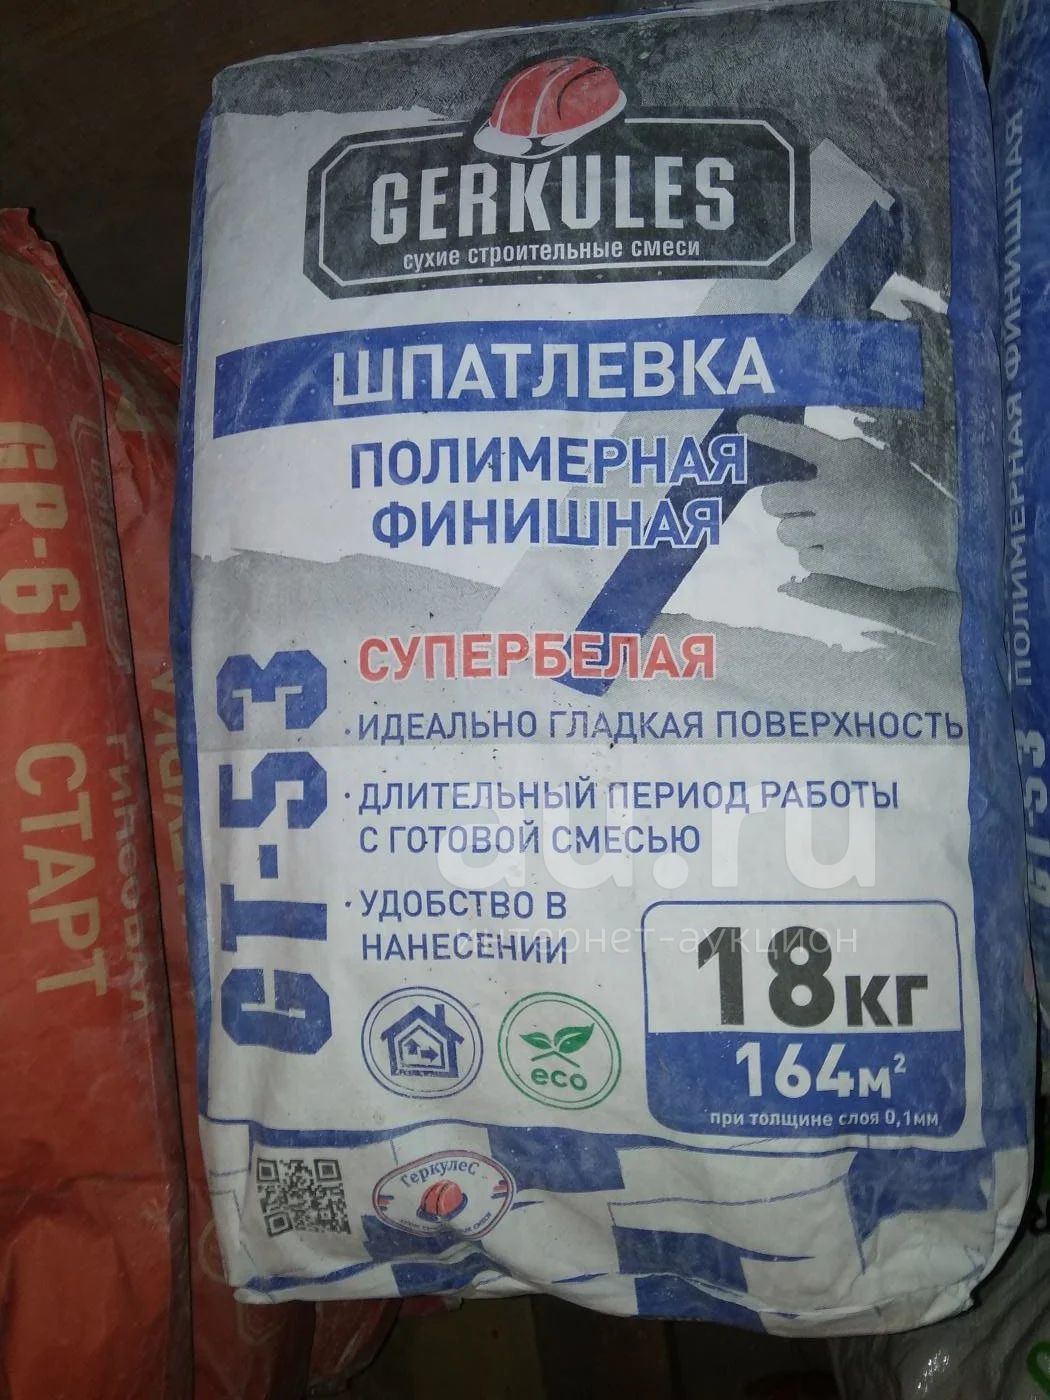 GERKULES
сухие строительные смеси
ШПАТЛЕВКА
ПОЛИМЕРНАЯ
ФИНИШНАЯ
СУПЕРБЕЛАЯ
· ИДЕАЛЬНО ГЛАДКАЯ ПОВЕРХНОСТЬ
· ДЛИТЕЛЬНЫЙ ПЕРИОД РАБОТЫ
С ГОТОВОЙ СМЕСЬЮ
· УДОБСТВО В
НАНЕСЕНИИ
СТ-53
eco
18кг
164м²
при толщине слоя 0,1мм
Геркулес
GP-61 СТАРТ
ГИПСОВАЯ
ПОЛИМЕРНАЯ ФИНИШНАЯ
au.ru
интернет-аукцион